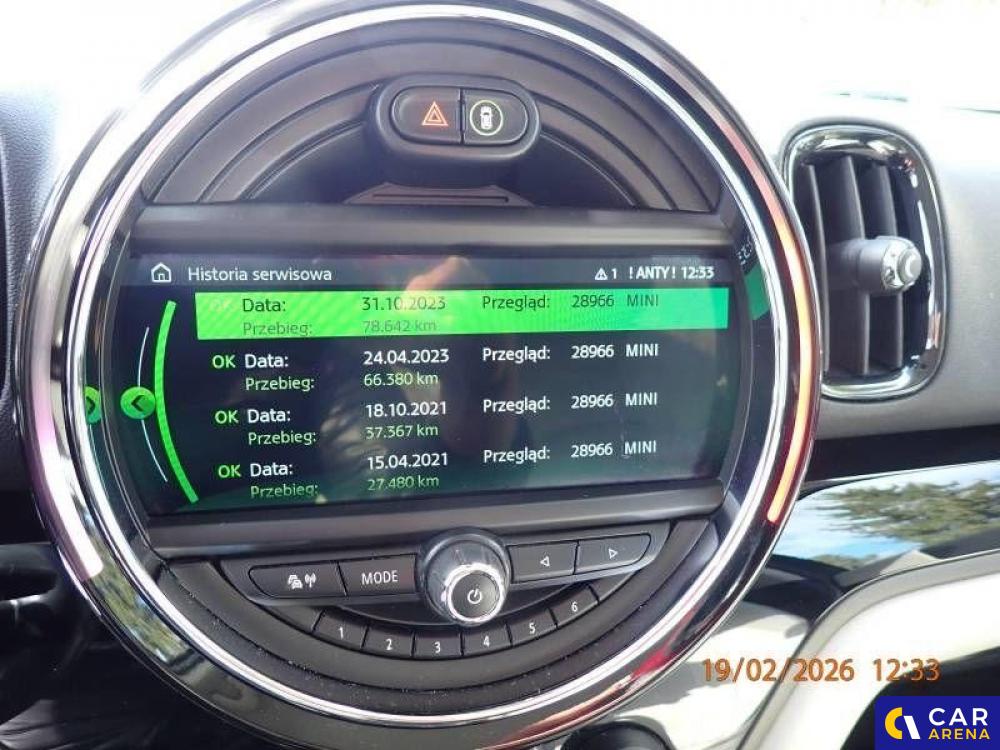 Historia serwisowa
1 !ANTY! 12:33
OK Data: 31.10.2023 Przegląd: 28966 MINI
Przebieg: 78.642 km
OK Data: 24.04.2023 Przegląd: 28966 MINI
Przebieg: 66.380 km
OK Data: 18.10.2021 Przegląd: 28966 MINI
Przebieg: 37.367 km
OK Data: 15.04.2021 Przegląd: 28966 MINI
Przebieg: 27.480 km
MODE
1 2 3 4 5 6
19/02/2026 12:33
CAR
ARENA